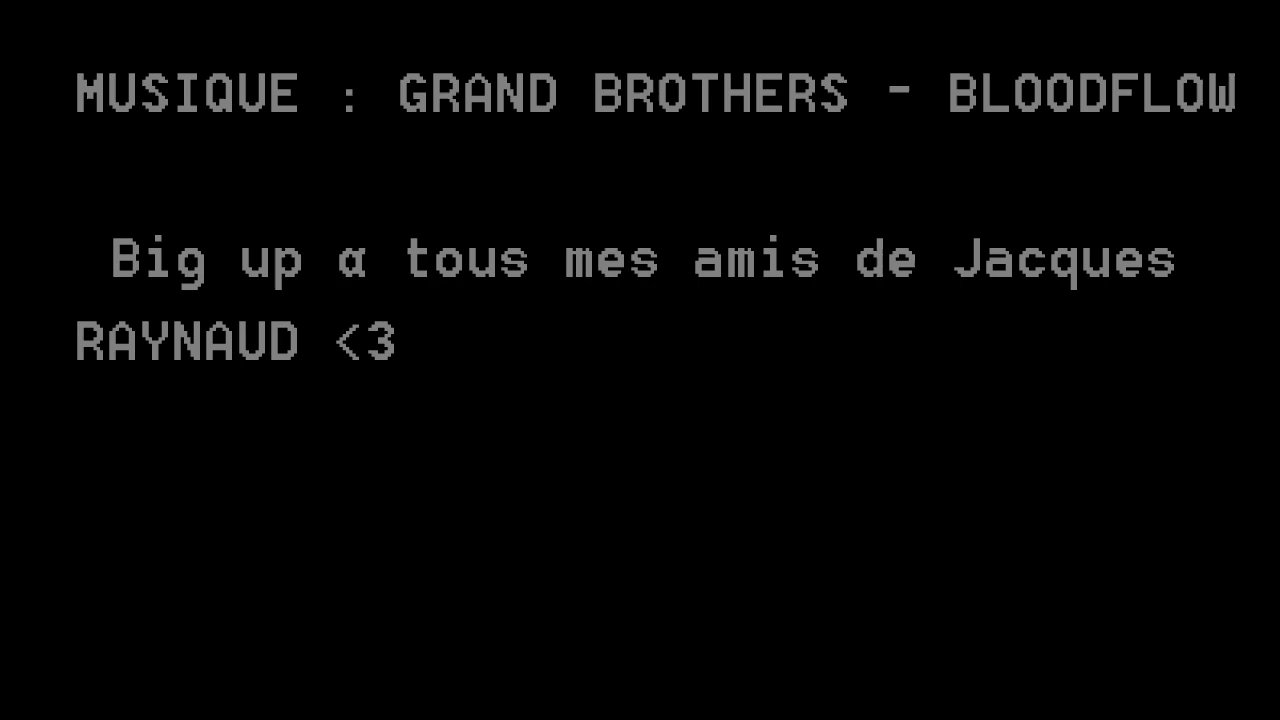 MUSIQUE : GRAND BROTHERS - BLOODFLOW
Big up α tous mes amis de Jacques
RAYNAUD <3